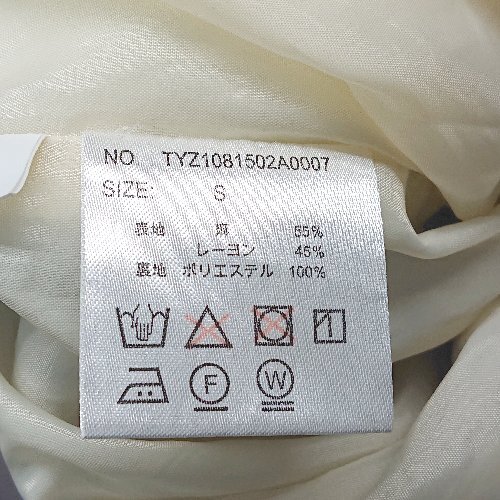 NO TYZ1081502A0007
SIZE: S
表地 麻 55%
レーヨン 45%
裏地 ポリエステル 100%
F W